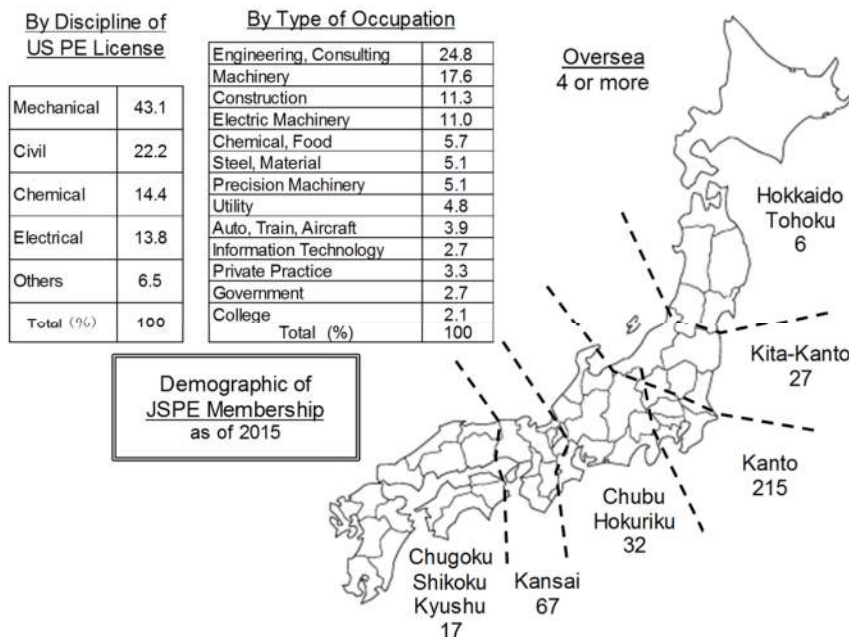 By Discipline of
US PE License
Mechanical 43.1
Civil 22.2
Chemical 14.4
Electrical 13.8
Others 6.5
Total (%) 100
By Type of Occupation
Engineering, Consulting 24.8
Machinery 17.6
Construction 11.3
Electric Machinery 11.0
Chemical, Food 5.7
Steel, Material 5.1
Precision Machinery 5.1
Utility 4.8
Auto, Train, Aircraft 3.9
Information Technology 2.7
Private Practice 3.3
Government 2.7
College 2.1
Total (%) 100
Oversea
4 or more
Hokkaido
Tohoku
6
Kita-Kanto
27
Kanto
215
Chubu
Hokuriku
32
Kansai
67
Chugoku
Shikoku
Kyushu
17
Demographic of
JSPE Membership
as of 2015